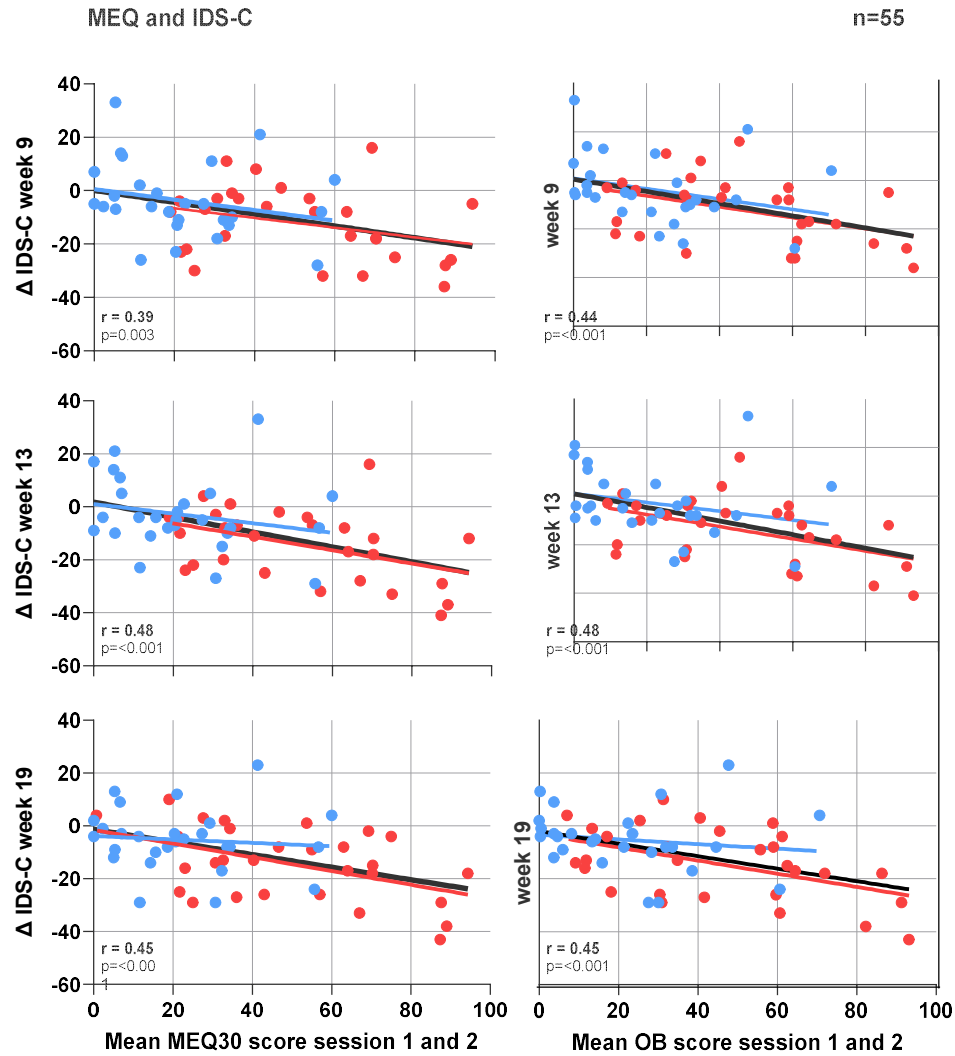 MEQ and IDS-C n=55
40
20
0
-20
-40
-60
Δ IDS-C week 9
r = 0.39
p=0.003
week 9
r = 0.44
p=<0.001
40
20
0
-20
-40
-60
Δ IDS-C week 13
r = 0.48
p=<0.001
week 13
r = 0.48
p=<0.001
40
20
0
-20
-40
-60
Δ IDS-C week 19
r = 0.45
p=<0.00
1
week 19
r = 0.45
p=<0.001
0 20 40 60 80 100
Mean MEQ30 score session 1 and 2
0 20 40 60 80 100
Mean OB score session 1 and 2